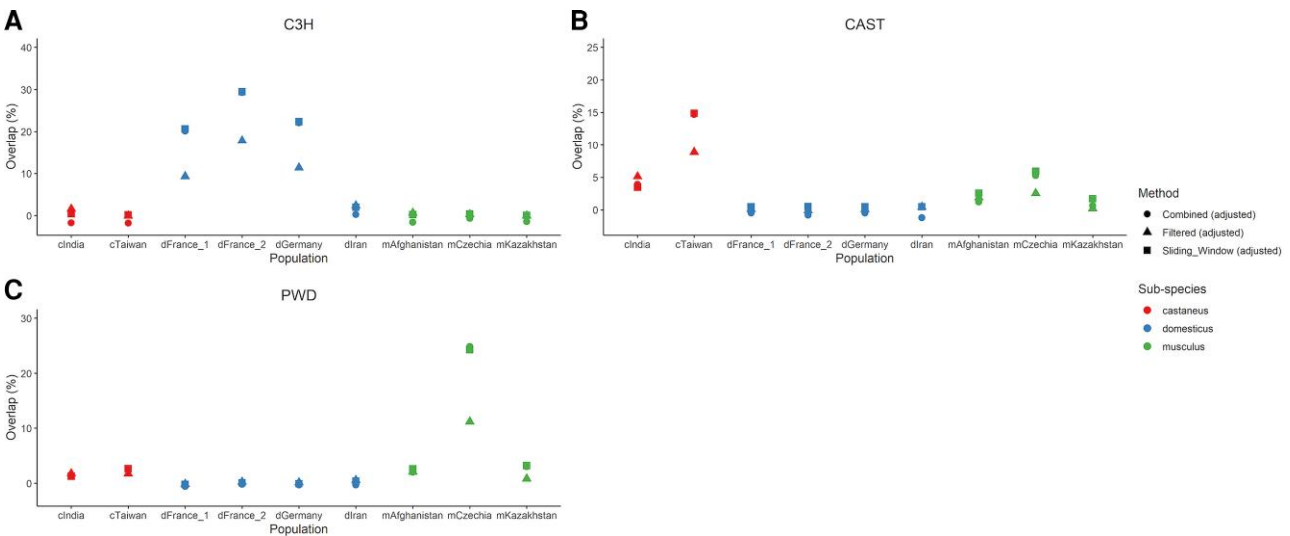 A
C3H
40
30
20
10
0
Overlap (%)
cIndia cTaiwan dFrance_1 dFrance_2 dGermany dIran mAfghanistan mCzechia mKazakhstan
Population
B
CAST
25
20
15
10
5
0
Overlap (%)
cIndia cTaiwan dFrance_1 dFrance_2 dGermany dIran mAfghanistan mCzechia mKazakhstan
Population
Method
Combined (adjusted)
Filtered (adjusted)
Sliding_Window (adjusted)
Sub-species
castaneus
domesticus
musculus
C
PWD
30
20
10
0
Overlap (%)
cIndia cTaiwan dFrance_1 dFrance_2 dGermany dIran mAfghanistan mCzechia mKazakhstan
Population